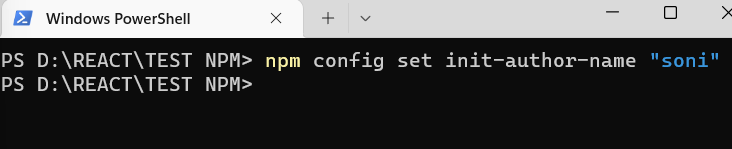 Windows PowerShell
PS D:\REACT\TEST NPM> npm config set init-author-name "soni"
PS D:\REACT\TEST NPM>